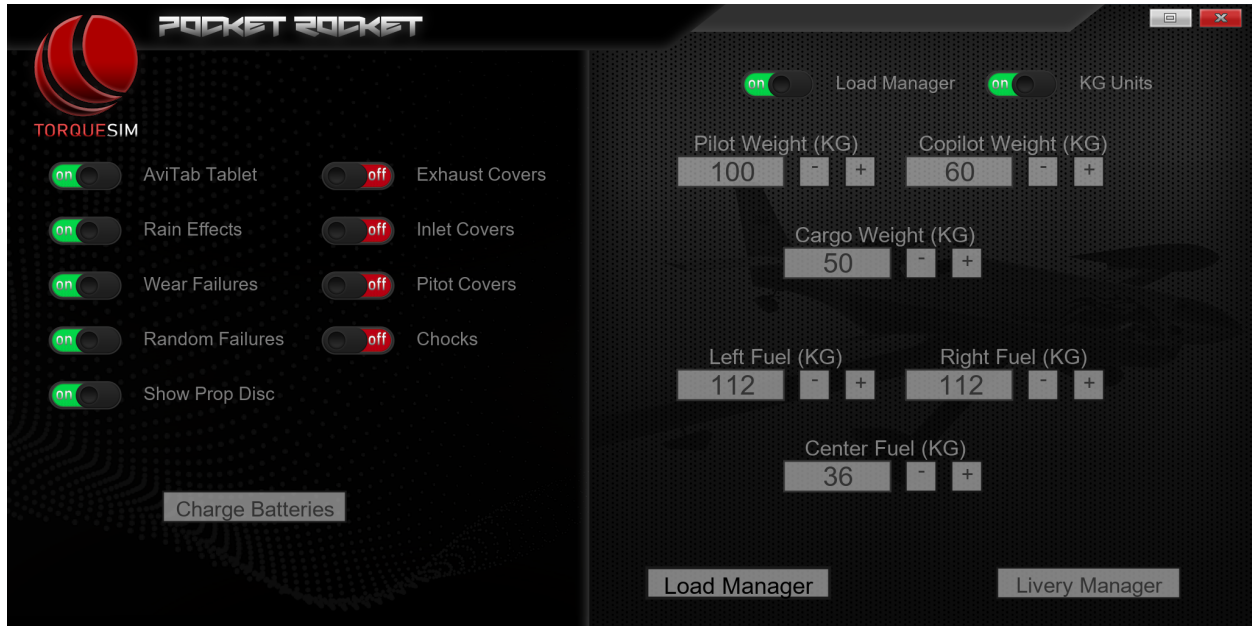 POCKET ROCKET
TORQUESIM
on AviTab Tablet
off Exhaust Covers
on Rain Effects
off Inlet Covers
on Wear Failures
off Pitot Covers
on Random Failures
off Chocks
on Show Prop Disc
Charge Batteries
on Load Manager on KG Units
Pilot Weight (KG) Copilot Weight (KG)
100 - + 60 - +
Cargo Weight (KG)
50 - +
Left Fuel (KG) Right Fuel (KG)
112 - + 112 - +
Center Fuel (KG)
36 - +
Load Manager Livery Manager